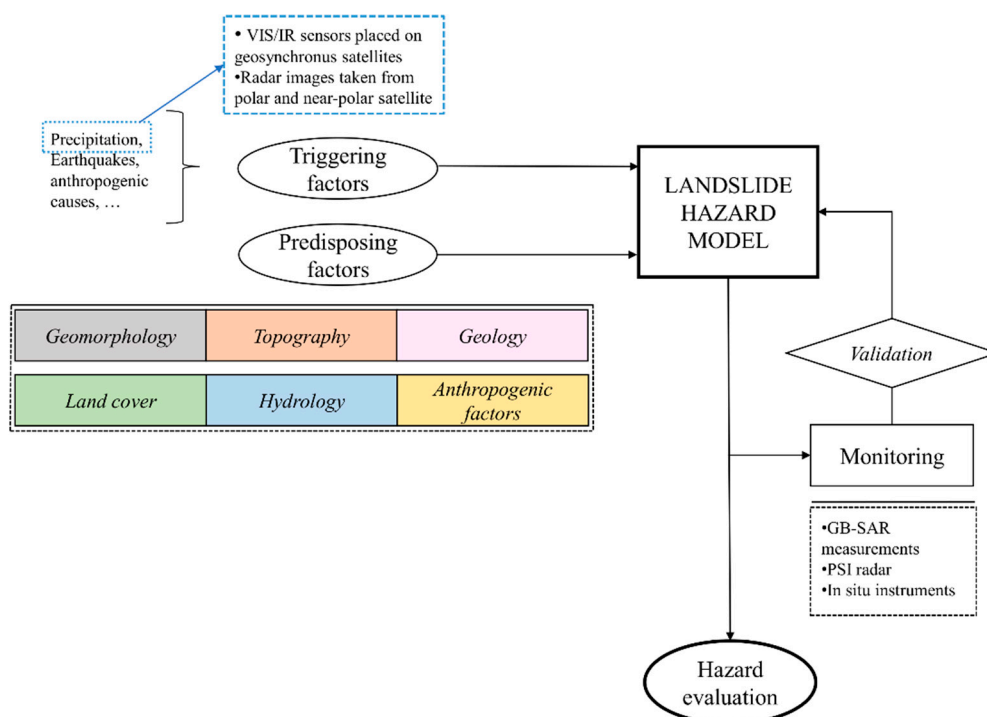 • VIS/IR sensors placed on
geosynchronus satellites
•Radar images taken from
polar and near-polar satellite
Precipitation,
Earthquakes,
anthropogenic
causes, …
Triggering
factors
Predisposing
factors
LANDSLIDE
HAZARD
MODEL
Geomorphology
Topography
Geology
Land cover
Hydrology
Anthropogenic
factors
Validation
Monitoring
•GB-SAR
measurements
•PSI radar
•In situ instruments
Hazard
evaluation